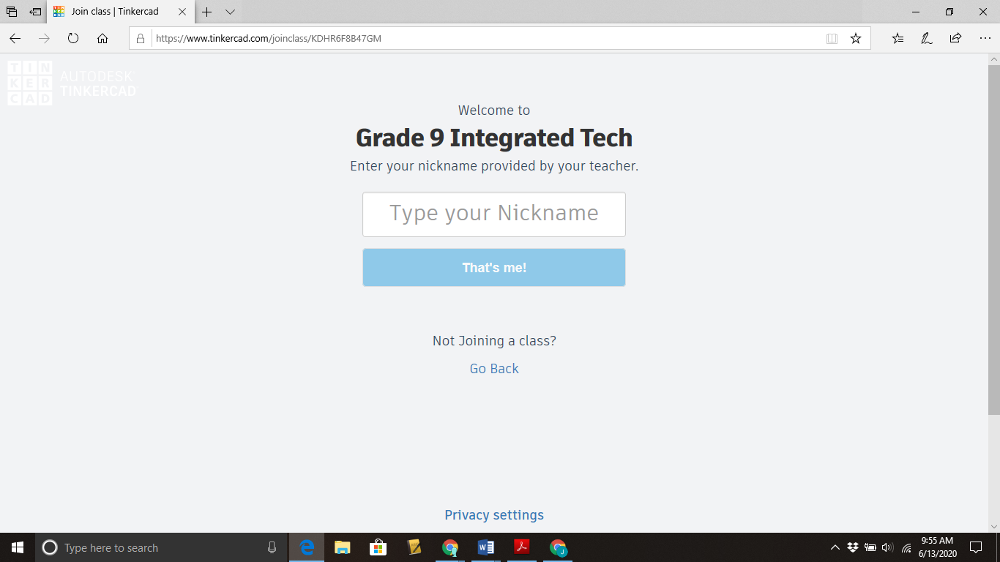 Join class | Tinkercad
https://www.tinkercad.com/joinclass/KDHR6F8B47GM
TIN
KER
CAD
AUTODESK
TINKERCAD
Welcome to
Grade 9 Integrated Tech
Enter your nickname provided by your teacher.
Type your Nickname
That's me!
Not Joining a class?
Go Back
Privacy settings
Type here to search
9:55 AM
6/13/2020